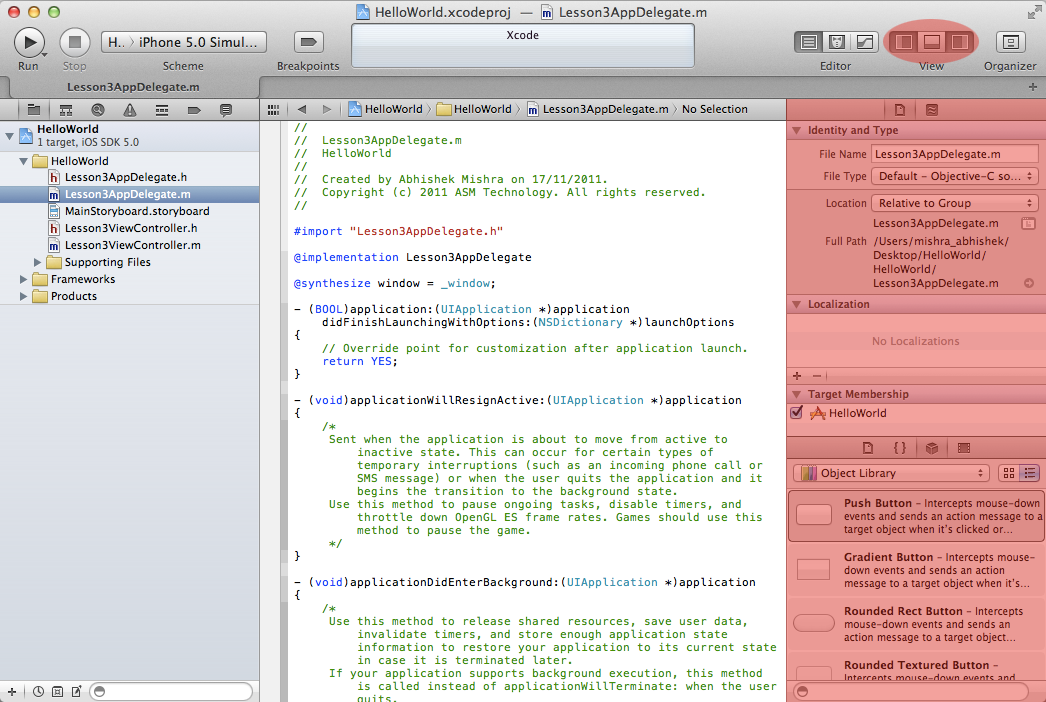 HelloWorld.xcodeproj — Lesson3AppDelegate.m
H.. iPhone 5.0 Simul...
Xcode
Run
Stop
Scheme
Breakpoints
Editor
View
Organizer
Lesson3AppDelegate.m
HelloWorld
1 target, iOS SDK 5.0
HelloWorld
Lesson3AppDelegate.h
Lesson3AppDelegate.m
MainStoryboard.storyboard
Lesson3ViewController.h
Lesson3ViewController.m
Supporting Files
Frameworks
Products
HelloWorld HelloWorld Lesson3AppDelegate.m No Selection
//
//  Lesson3AppDelegate.m
//  HelloWorld
//
//  Created by Abhishek Mishra on 17/11/2011.
//  Copyright (c) 2011 ASM Technology. All rights reserved.
//
#import "Lesson3AppDelegate.h"
@implementation Lesson3AppDelegate
@synthesize window = _window;
- (BOOL)application:(UIApplication *)application
didFinishLaunchingWithOptions:(NSDictionary *)launchOptions
{
// Override point for customization after application launch.
return YES;
}
- (void)applicationWillResignActive:(UIApplication *)application
{
/*
Sent when the application is about to move from active to
inactive state. This can occur for certain types of
temporary interruptions (such as an incoming phone call or
SMS message) or when the user quits the application and it
begins the transition to the background state.
Use this method to pause ongoing tasks, disable timers, and
throttle down OpenGL ES frame rates. Games should use this
method to pause the game.
*/
}
- (void)applicationDidEnterBackground:(UIApplication *)application
{
/*
Use this method to release shared resources, save user data,
invalidate timers, and store enough application state
information to restore your application to its current state
in case it is terminated later.
If your application supports background execution, this method
is called instead of applicationWillTerminate: when the user
quits.
Identity and Type
File Name Lesson3AppDelegate.m
File Type Default - Objective-C so...
Location Relative to Group
Lesson3AppDelegate.m
Full Path /Users/mishra_abhishek/
Desktop/HelloWorld/
HelloWorld/
Lesson3AppDelegate.m
Localization
No Localizations
Target Membership
HelloWorld
{ }
Object Library
Push Button – Intercepts mouse-down
events and sends an action message to a
target object when it's clicked or...
Gradient Button – Intercepts mouse-
down events and sends an action
message to a target object when it's...
Rounded Rect Button – Intercepts
mouse-down events and sends an
action message to a target object...
Rounded Textured Button –
Intercepts mouse-down events and